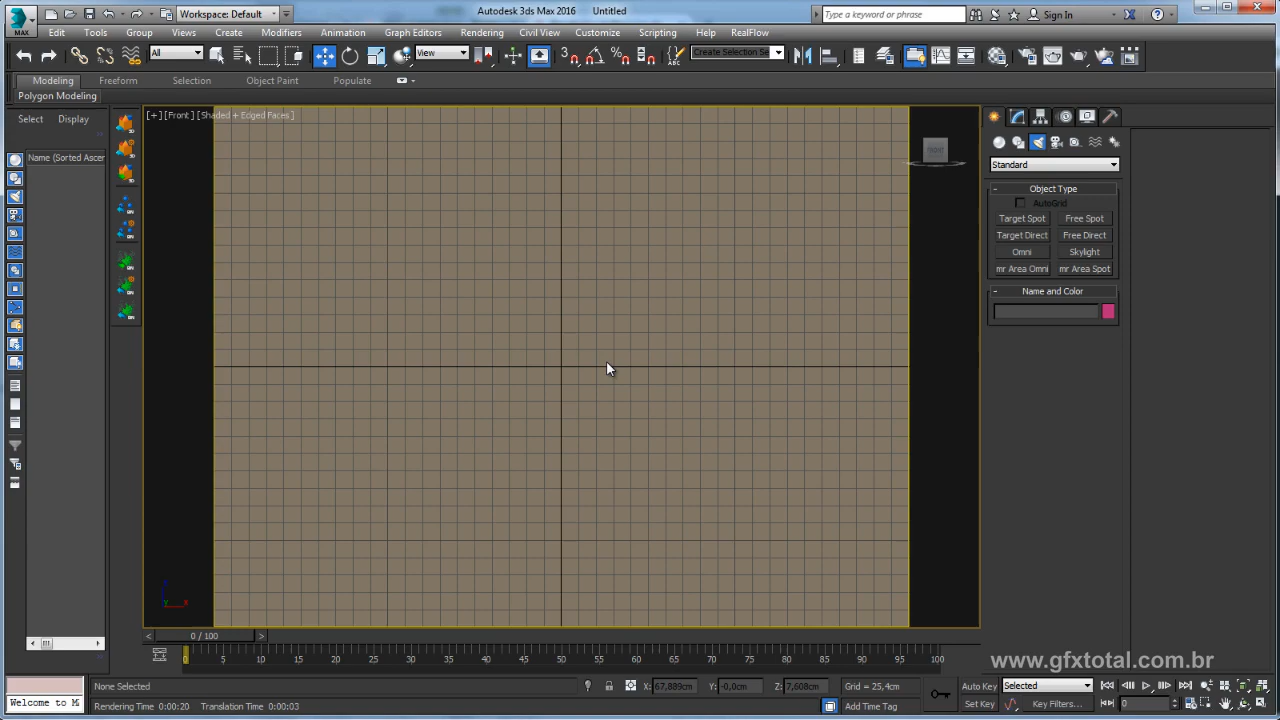 Workspace: Default
Autodesk 3ds Max 2016 Untitled
Type a keyword or phrase
Sign In
MAX
Edit Tools Group Views Create Modifiers Animation Graph Editors Rendering Civil View Customize Scripting Help RealFlow
All
View
Create Selection Se
Modeling Freeform Selection Object Paint Populate
Polygon Modeling
Select Display
Name (Sorted Ascen
[+] [Front] [Shaded + Edged Faces]
Standard
Object Type
AutoGrid
Target Spot Free Spot
Target Direct Free Direct
Omni Skylight
mr Area Omni mr Area Spot
Name and Color
0 / 100
0 5 10 15 20 25 30 35 40 45 50 55 60 65 70 75 80 85 90 95 100
www.gfxtotal.com.br
None Selected
X: 67,889cm Y: -0,0cm Z: 7,608cm Grid = 25,4cm
Auto Key Selected
Welcome to M
Rendering Time 0:00:20 Translation Time 0:00:03
Add Time Tag
Set Key Key Filters... 0